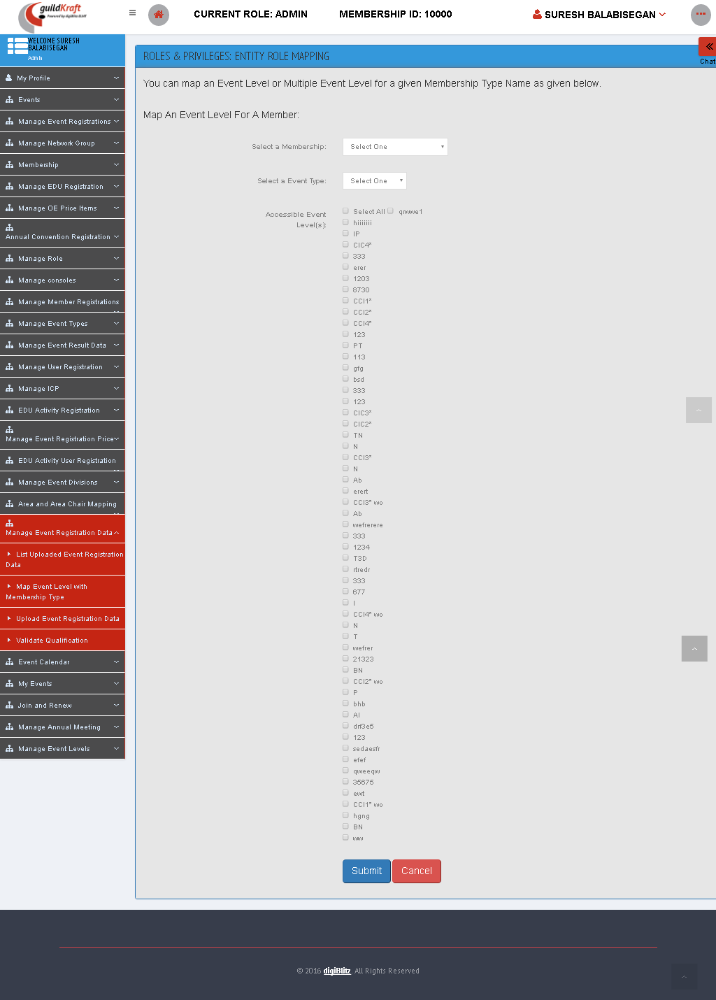 guildKraft
Powered by digiBlitz ELMT
CURRENT ROLE: ADMIN
MEMBERSHIP ID: 10000
SURESH BALABISEGAN
WELCOME SURESH
BALABISEGAN
Admin
Chat
My Profile
Events
Manage Event Registrations
Manage Network Group
Membership
Manage EDU Registration
Manage OE Price Items
Annual Convention Registration
Manage Role
Manage consoles
Manage Member Registrations
Manage Event Types
Manage Event Result Data
Manage User Registration
Manage ICP
EDU Activity Registration
Manage Event Registration Price
EDU Activity User Registration
Manage Event Divisions
Area and Area Chair Mapping
Manage Event Registration Data
List Uploaded Event Registration
Data
Map Event Level with
Membership Type
Upload Event Registration Data
Validate Qualification
Event Calendar
My Events
Join and Renew
Manage Annual Meeting
Manage Event Levels
ROLES & PRIVILEGES: ENTITY ROLE MAPPING
You can map an Event Level or Multiple Event Level for a given Membership Type Name as given below.
Map An Event Level For A Member:
Select a Membership: Select One
Select a Event Type: Select One
Accessible Event
Level(s):
Select All qrwwe1
hiiiiiii
IP
CIC4*
333
erer
1203
8730
CCI1*
CCI2*
CCI4*
123
PT
113
gfg
bsd
333
123
CIC3*
CIC2*
TN
N
CCI3*
N
Ab
erert
CCI3* wo
Ab
wefrerere
333
1234
T3D
rtredr
333
677
I
CCI4* wo
N
T
wefrer
21323
BN
CCI2* wo
P
bhb
AI
drf3e5
123
sedaesfr
efef
qweeqw
35675
ewt
CCI1* wo
hgng
BN
ww
Submit
Cancel
© 2016 digiBlitz. All Rights Reserved